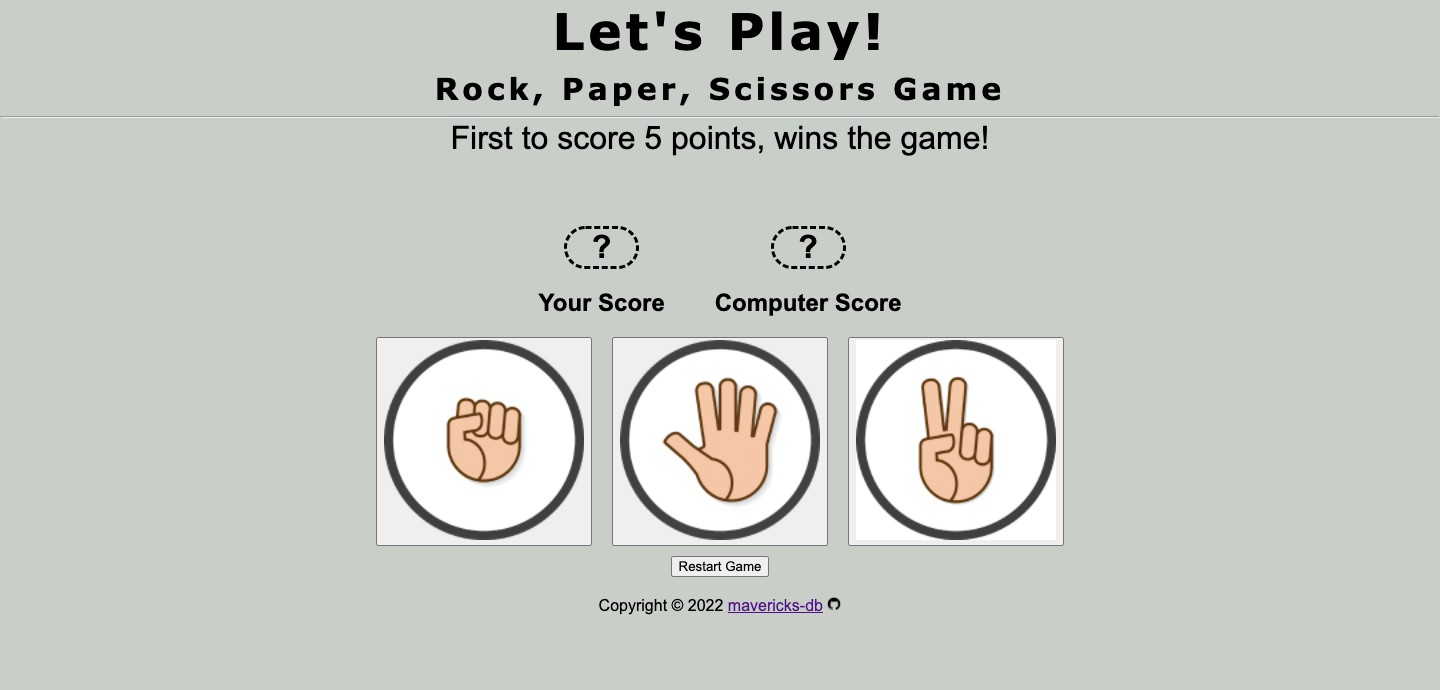 Let's Play!
Rock, Paper, Scissors Game
First to score 5 points, wins the game!
? ?
Your Score Computer Score
Restart Game
Copyright © 2022 mavericks-db